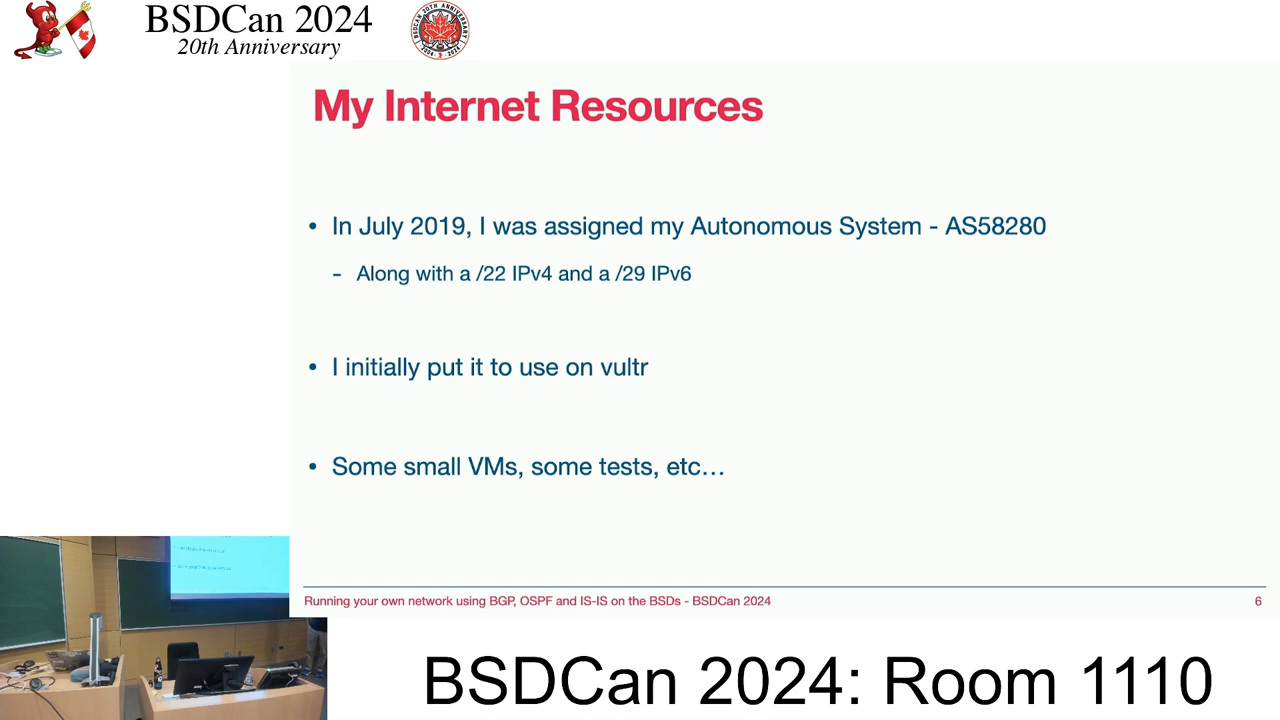 BSDCan 2024
20th Anniversary
My Internet Resources
• In July 2019, I was assigned my Autonomous System - AS58280
– Along with a /22 IPv4 and a /29 IPv6
• I initially put it to use on vultr
• Some small VMs, some tests, etc…
Running your own network using BGP, OSPF and IS-IS on the BSDs - BSDCan 2024
6
BSDCan 2024: Room 1110